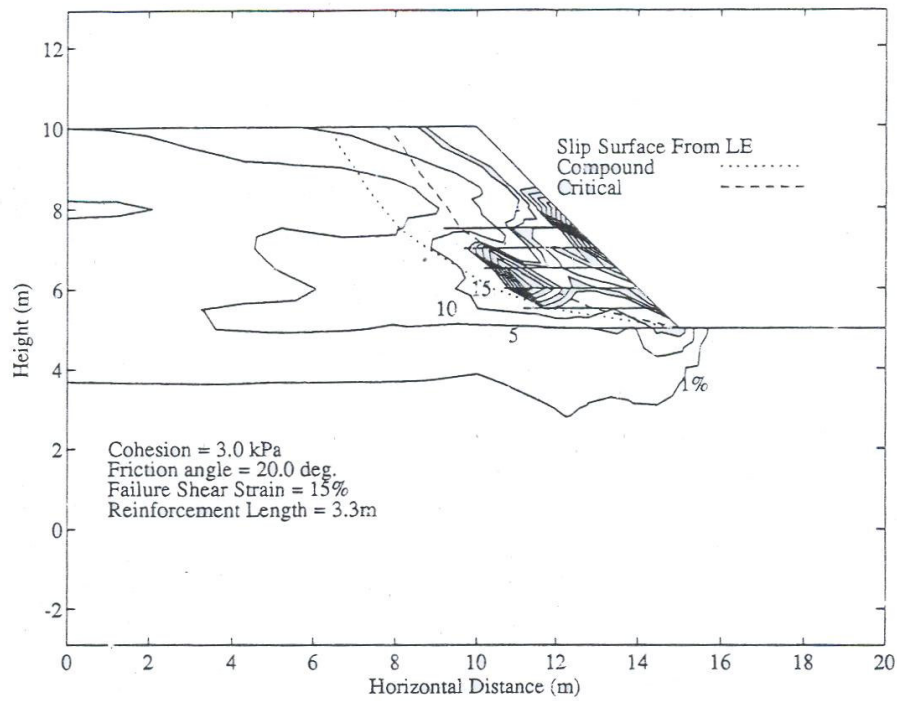 12
10
8
6
4
2
0
-2
Height (m)
Slip Surface From LE
Compound
Critical
15
10
5
1%
Cohesion = 3.0 kPa
Friction angle = 20.0 deg.
Failure Shear Strain = 15%
Reinforcement Length = 3.3m
0 2 4 6 8 10 12 14 16 18 20
Horizontal Distance (m)